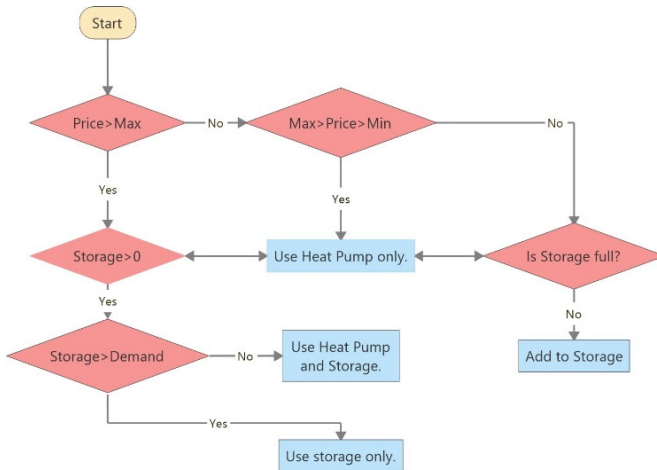 Start
Price>Max
No
Max>Price>Min
No
Yes
Yes
Storage>0
Use Heat Pump only.
Is Storage full?
Yes
No
Storage>Demand
No
Use Heat Pump
and Storage.
Add to Storage
Yes
Use storage only.